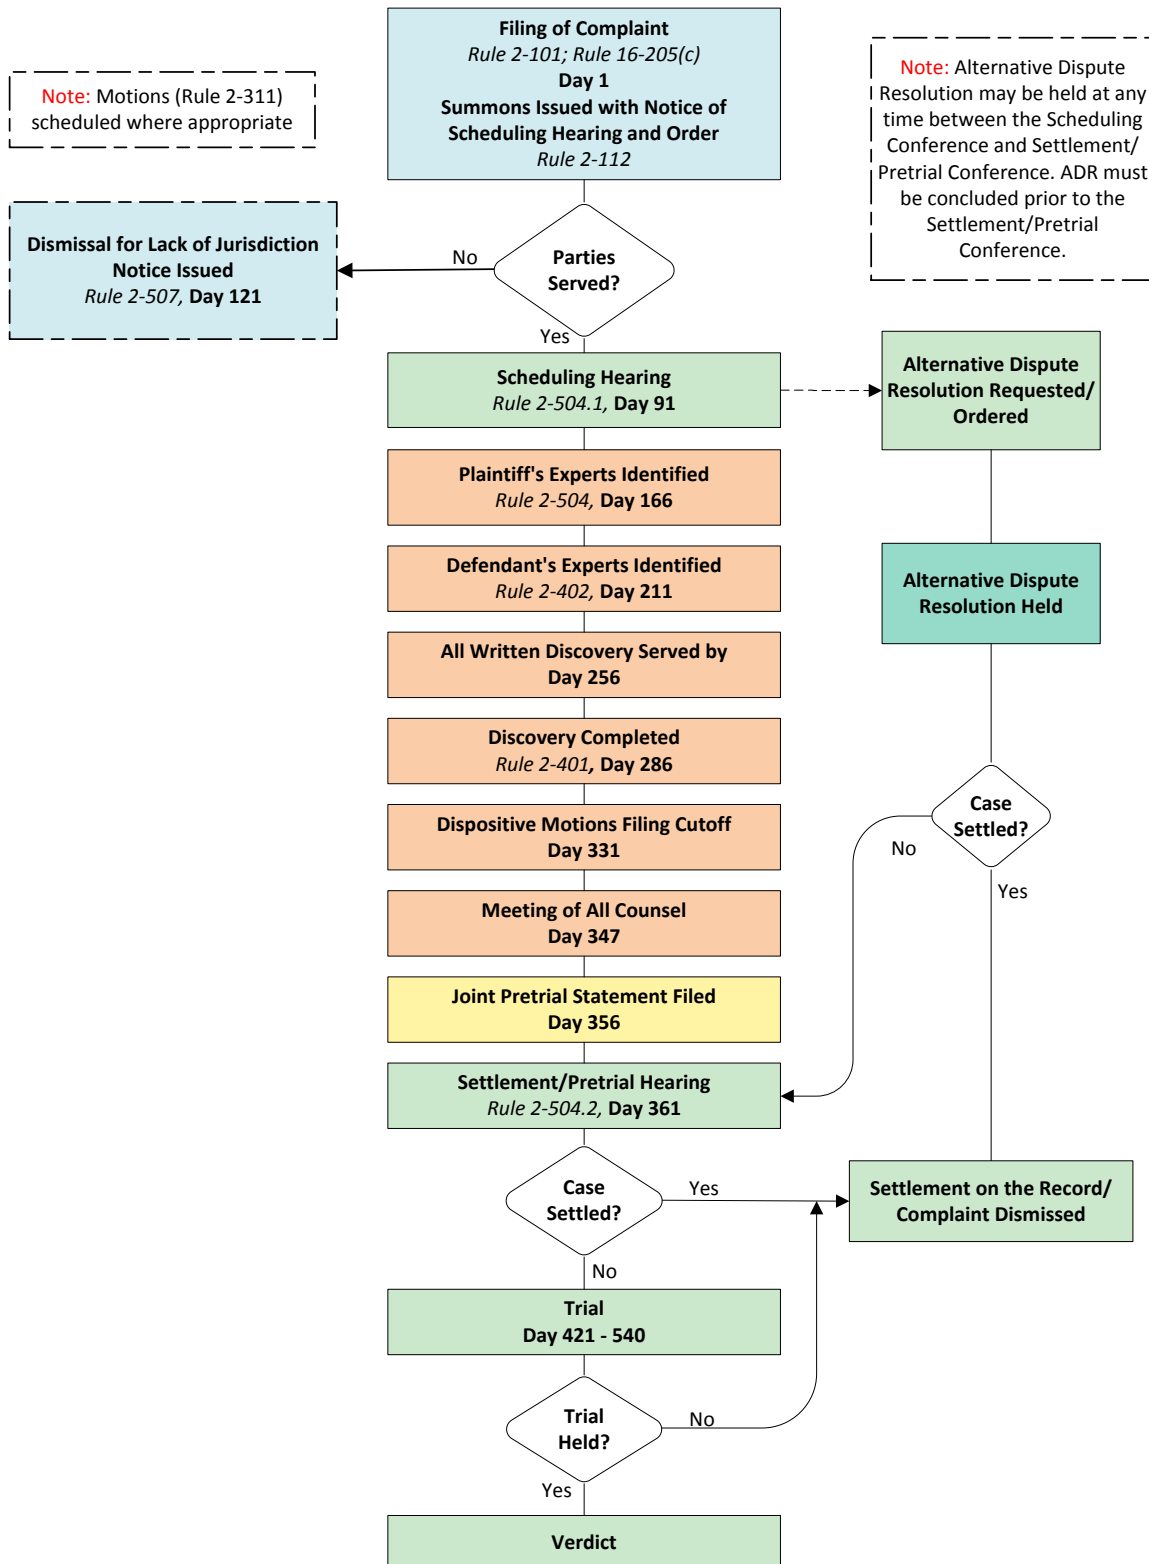 Filing of Complaint
Rule 2-101; Rule 16-205(c)
Day 1
Summons Issued with Notice of
Scheduling Hearing and Order
Rule 2-112
Note: Motions (Rule 2-311)
scheduled where appropriate
Note: Alternative Dispute
Resolution may be held at any
time between the Scheduling
Conference and Settlement/
Pretrial Conference. ADR must
be concluded prior to the
Settlement/Pretrial
Conference.
Dismissal for Lack of Jurisdiction
Notice Issued
Rule 2-507, Day 121
No
Parties
Served?
Yes
Scheduling Hearing
Rule 2-504.1, Day 91
Alternative Dispute
Resolution Requested/
Ordered
Plaintiff's Experts Identified
Rule 2-504, Day 166
Defendant's Experts Identified
Rule 2-402, Day 211
Alternative Dispute
Resolution Held
All Written Discovery Served by
Day 256
Discovery Completed
Rule 2-401, Day 286
Case
Settled?
No
Yes
Dispositive Motions Filing Cutoff
Day 331
Meeting of All Counsel
Day 347
Joint Pretrial Statement Filed
Day 356
Settlement/Pretrial Hearing
Rule 2-504.2, Day 361
Case
Settled?
Yes
Settlement on the Record/
Complaint Dismissed
No
Trial
Day 421 - 540
Trial
Held?
No
Yes
Verdict